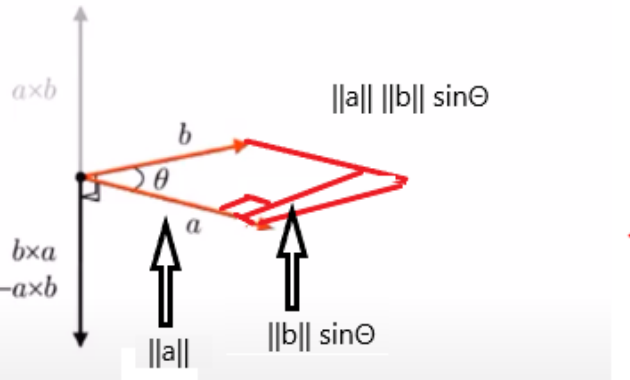 a×b
b
||a|| ||b|| sinΘ
θ
a
b×a
−a×b
||a||
||b|| sinΘ